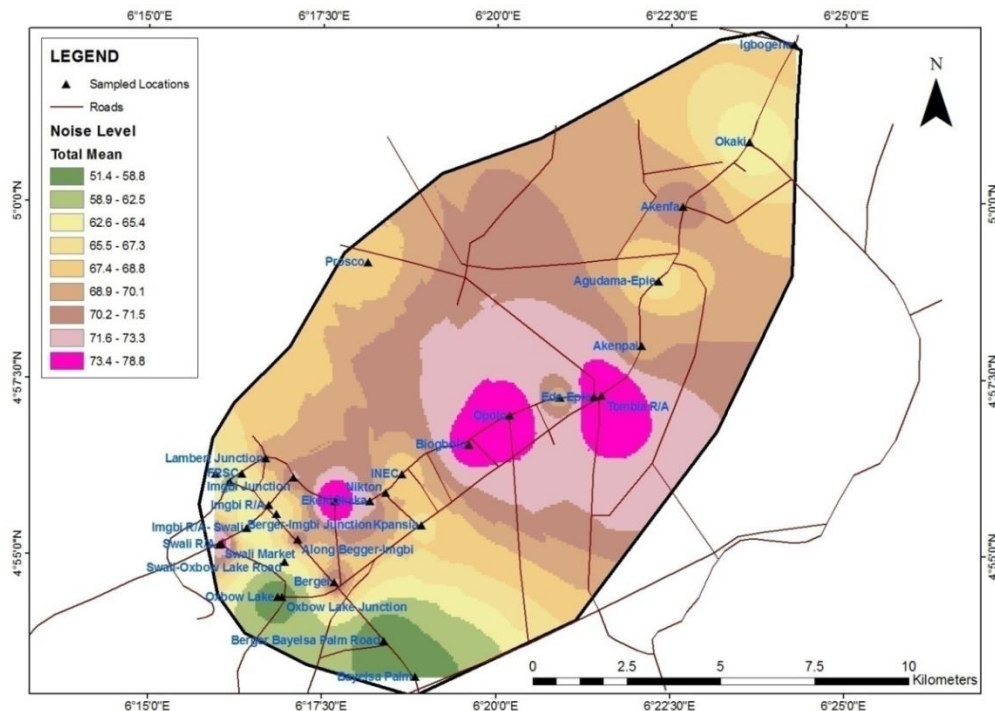 6°15'0"E 6°17'30"E 6°20'0"E 6°22'30"E 6°25'0"E
LEGEND
Sampled Locations
Roads
Noise Level
Total Mean
51.4 - 58.8
58.9 - 62.5
62.6 - 65.4
65.5 - 67.3
67.4 - 68.8
68.9 - 70.1
70.2 - 71.5
71.6 - 73.3
73.4 - 78.8
N
Igbogene
Okaki
5°0'0"N
5°0'0"N
Akenfa
Prosco
Agudama-Epie
Akenpai
4°57'30"N
4°57'30"N
Ede-Epie
Tombia R/A
Opolo
Biogbolo
Lambert Junction
FRSC
INEC
Imgbi Junction
Nikton
Imgbi R/A
Ekeki
Kpansia
Imgbi R/A- Swali
Berger-Imgbi Junction
Swali R/A
4°55'0"N
4°55'0"N
Along Begger-Imgbi
Swali Market
Swali-Oxbow Lake Road
Berger
Oxbow Lake
Oxbow Lake Junction
Berger Bayelsa Palm Road
Bayelsa Palm
0 1.25 2.5 5 7.5 10
Kilometers
6°15'0"E 6°17'30"E 6°20'0"E 6°22'30"E 6°25'0"E